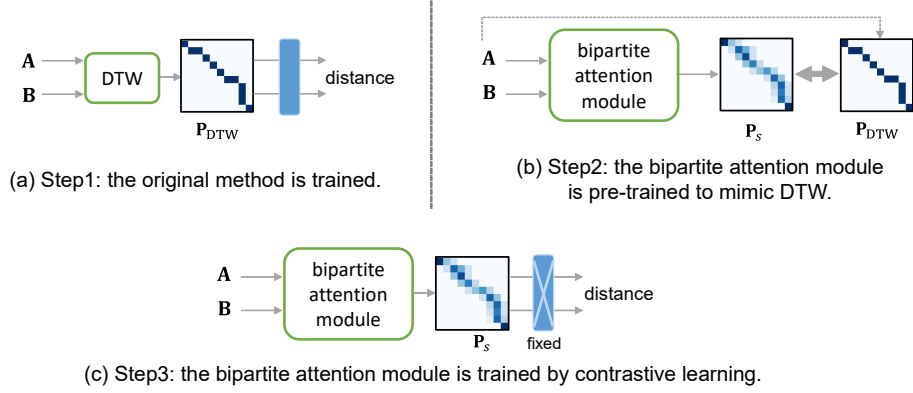 A
B
DTW
P_DTW
distance
(a) Step1: the original method is trained.
A
B
bipartite
attention
module
P_s
P_DTW
(b) Step2: the bipartite attention module
is pre-trained to mimic DTW.
A
B
bipartite
attention
module
P_s
fixed
distance
(c) Step3: the bipartite attention module is trained by contrastive learning.